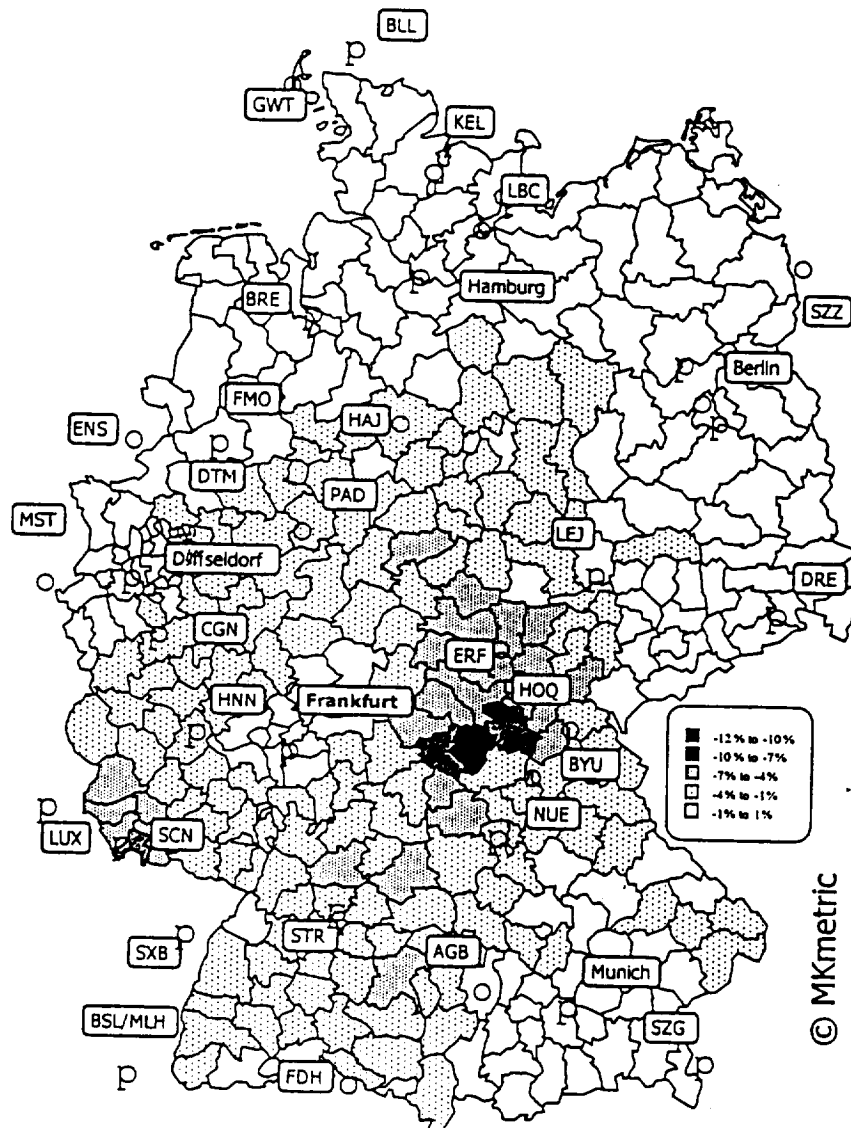 BLL
P
GWT
KEL
LBC
P
Hamburg
BRE
SZZ
Berlin
P
FMO
HAJ
ENS
P
P
DTM
PAD
MST
LEJ
Düffseldorf
DRE
P
CGN
P
ERF
HOQ
HNN
Frankfurt
P
-12% to -10%
-10% to -7%
-7% to -4%
-4% to -1%
-1% to 1%
BYU
P
LUX
SCN
NUE
STR
P
SXB
AGB
Munich
P
BSL/MLH
SZG
P
FDH
© MKmetric